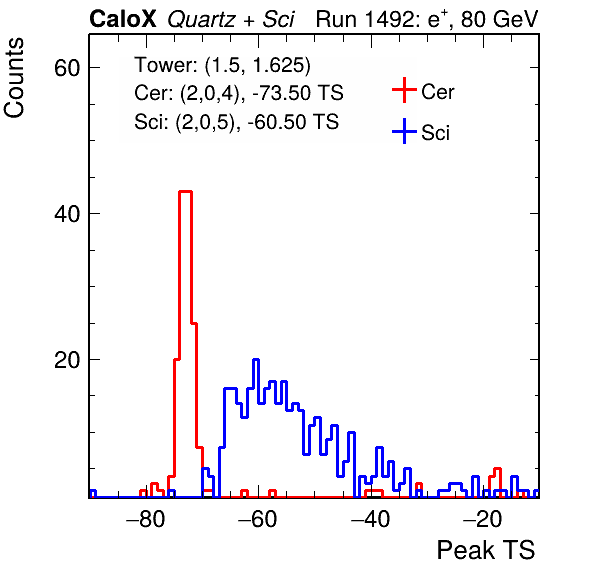 CaloX Quartz + Sci Run 1492: e⁺, 80 GeV
Counts
Tower: (1.5, 1.625)
Cer: (2,0,4), -73.50 TS
Sci: (2,0,5), -60.50 TS
Cer
Sci
60
40
20
−80 −60 −40 −20
Peak TS